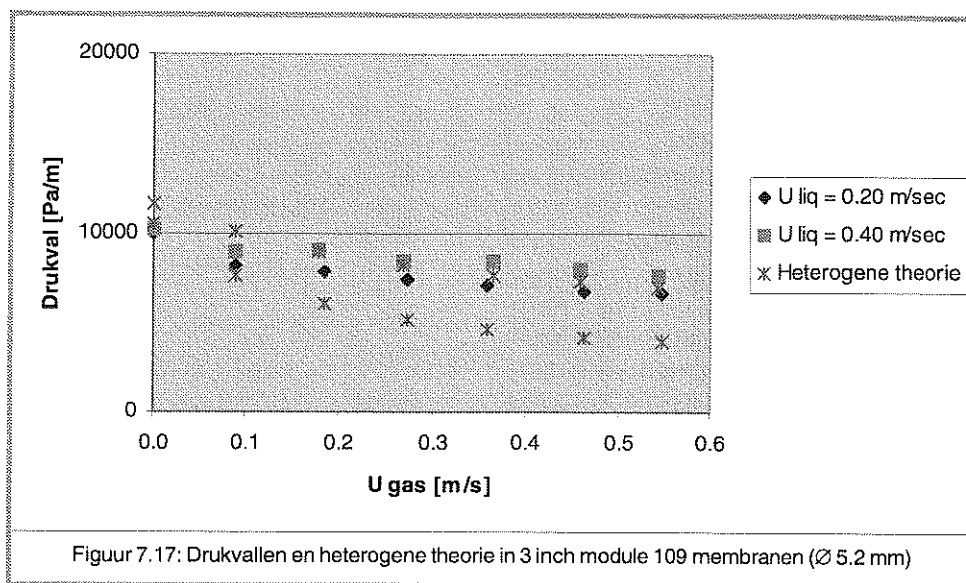 20000
10000
0
Drukval [Pa/m]
0.0 0.1 0.2 0.3 0.4 0.5 0.6
U gas [m/s]
U liq = 0.20 m/sec
U liq = 0.40 m/sec
Heterogene theorie
Figuur 7.17: Drukvallen en heterogene theorie in 3 inch module 109 membranen (Ø 5.2 mm)